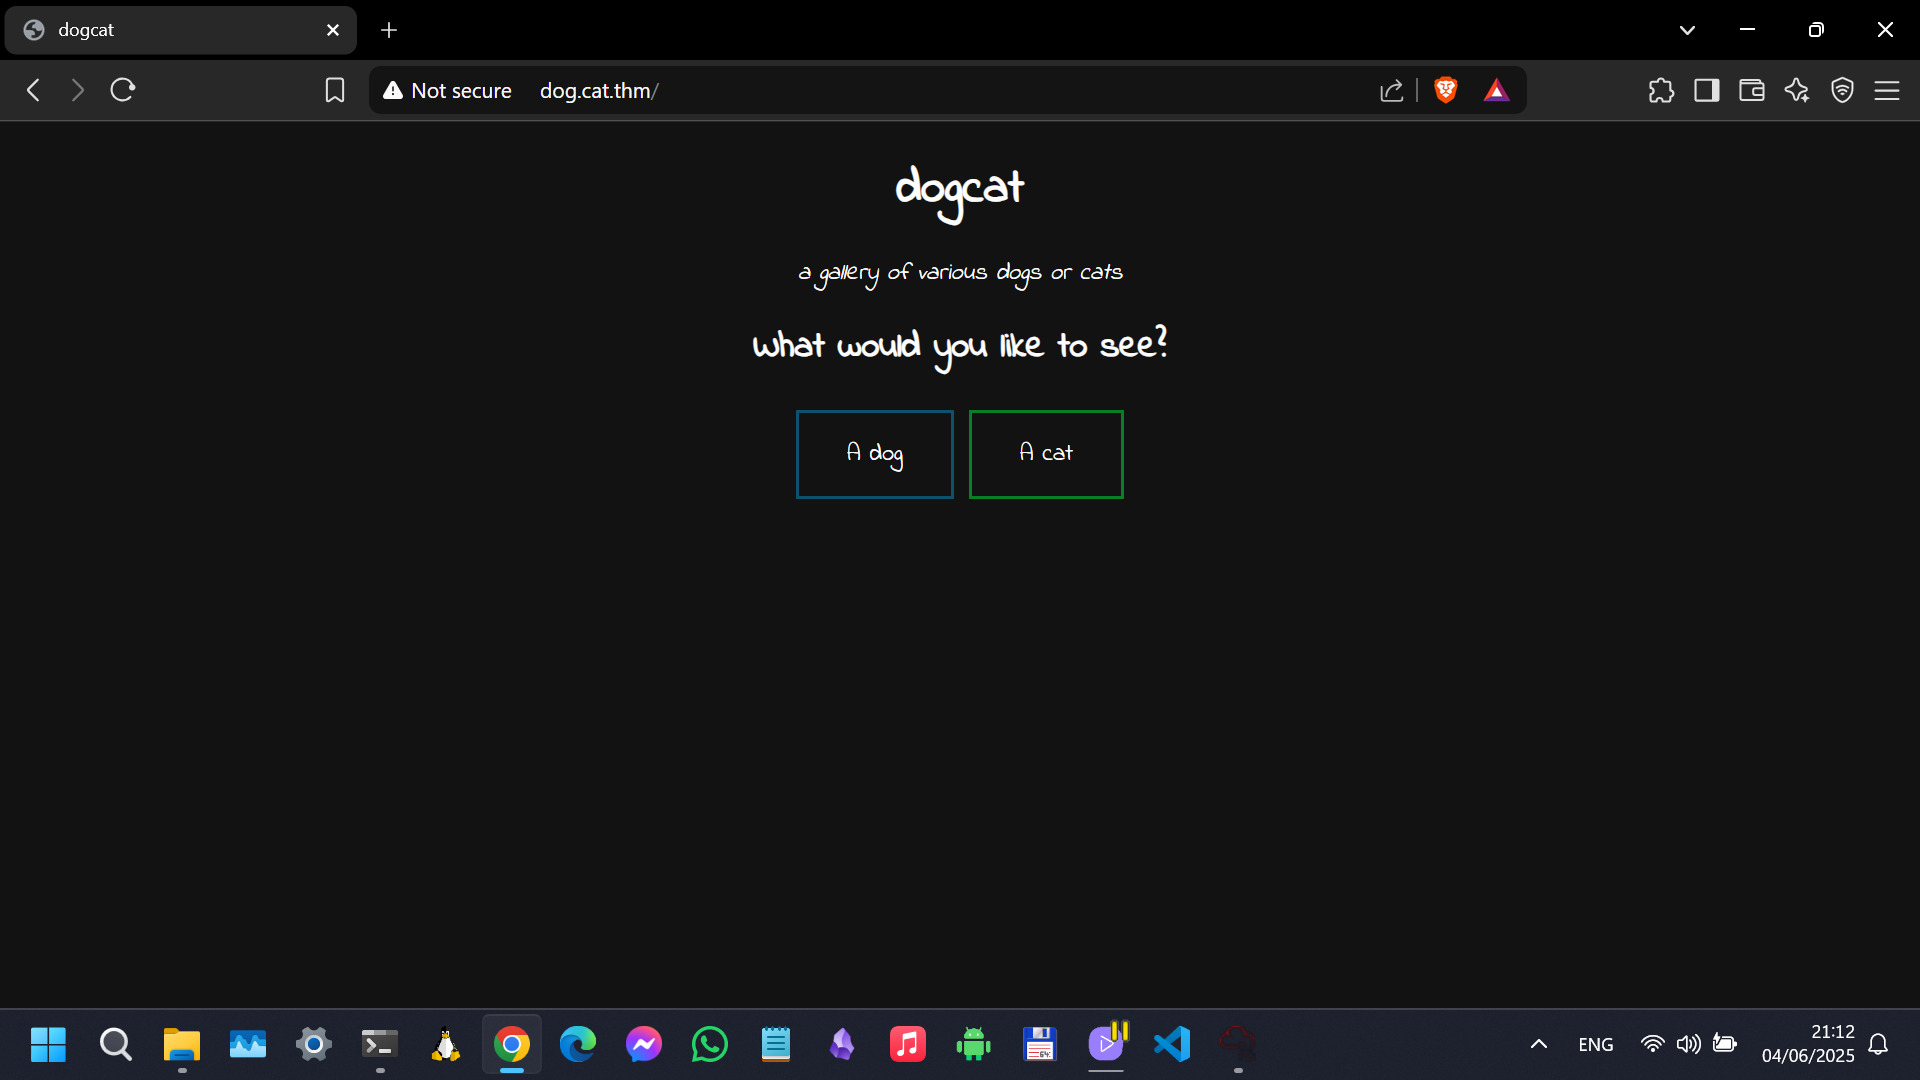 dogcat
Not secure dog.cat.thm/
dogcat
a gallery of various dogs or cats
What would you like to see?
A dog A cat
64
ENG
21:12
04/06/2025